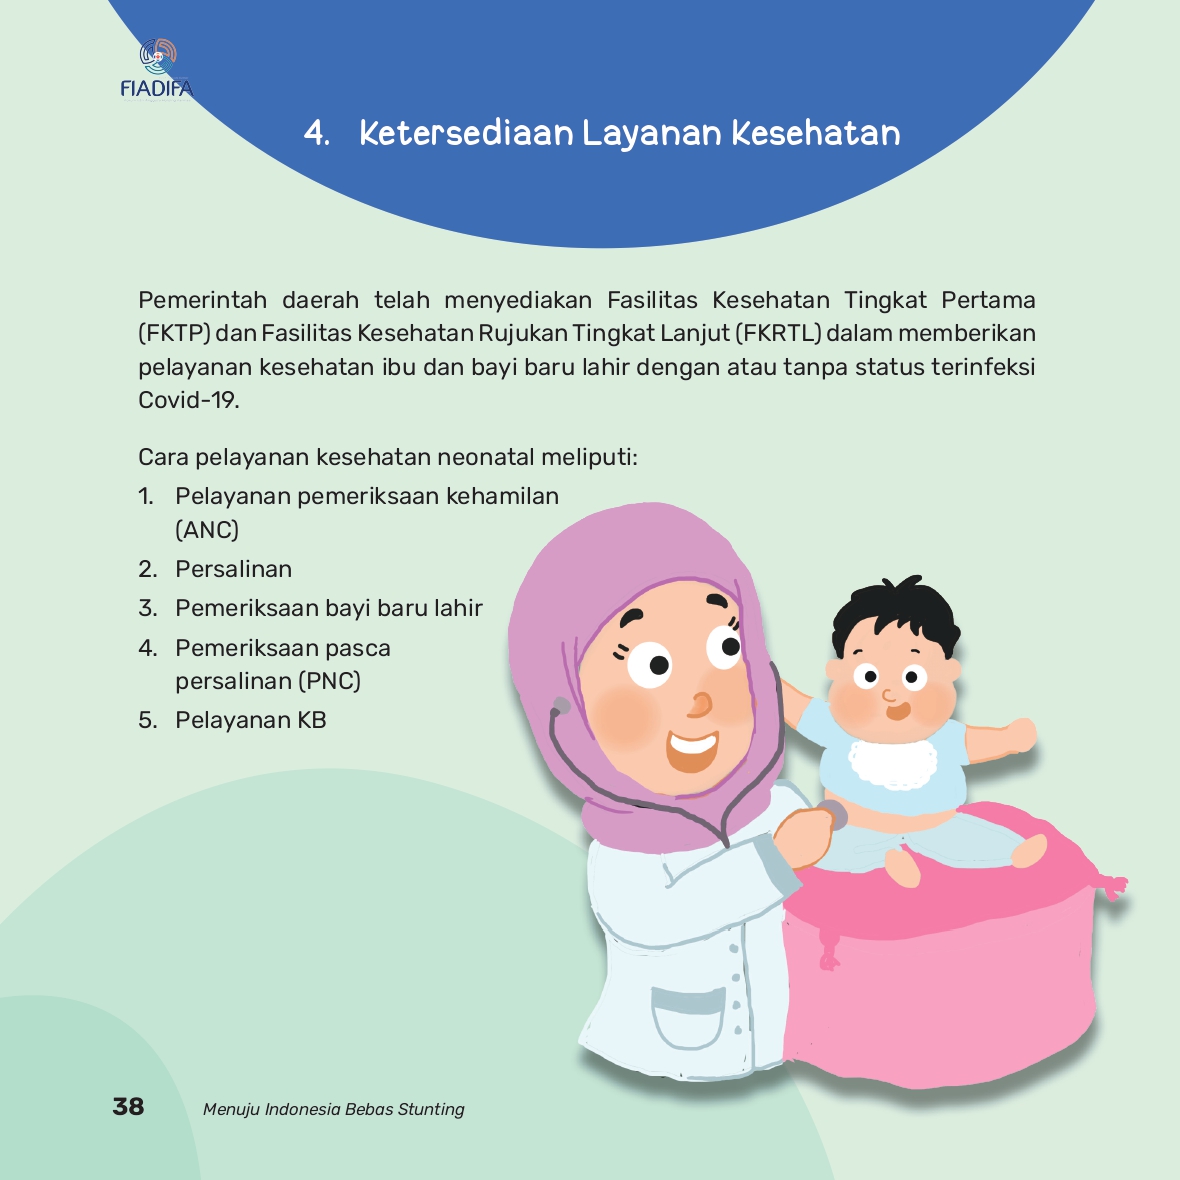 FIADIFA
4. Ketersediaan Layanan Kesehatan
Pemerintah daerah telah menyediakan Fasilitas Kesehatan Tingkat Pertama
(FKTP) dan Fasilitas Kesehatan Rujukan Tingkat Lanjut (FKRTL) dalam memberikan
pelayanan kesehatan ibu dan bayi baru lahir dengan atau tanpa status terinfeksi
Covid-19.
Cara pelayanan kesehatan neonatal meliputi:
1. Pelayanan pemeriksaan kehamilan
(ANC)
2. Persalinan
3. Pemeriksaan bayi baru lahir
4. Pemeriksaan pasca
persalinan (PNC)
5. Pelayanan KB
38 Menuju Indonesia Bebas Stunting